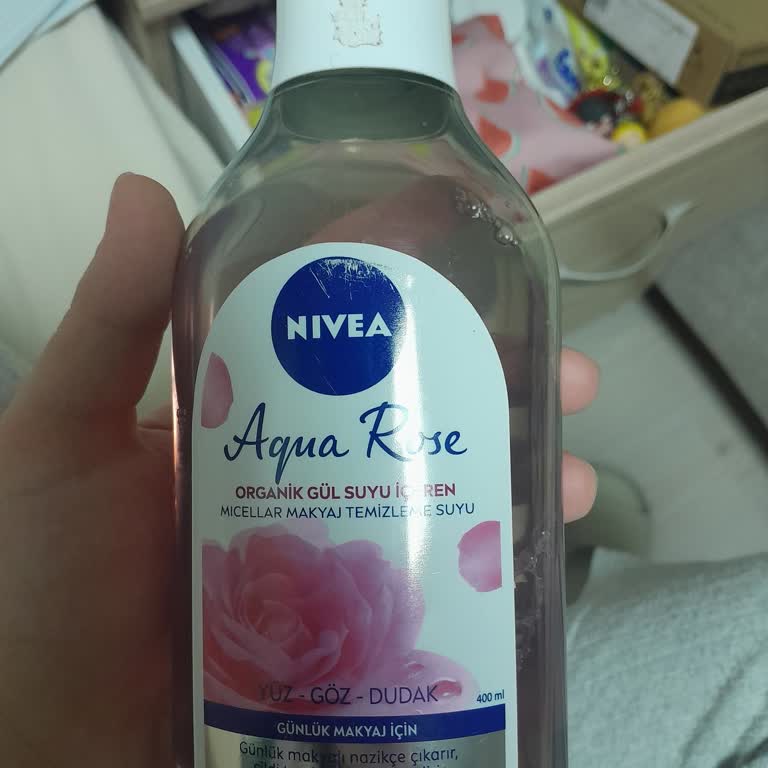 NIVEA
Aqua Rose
ORGANİK GÜL SUYU İÇEREN
MICELLAR MAKYAJ TEMİZLEME SUYU
YÜZ - GÖZ - DUDAK
400 ml
GÜNLÜK MAKYAJ İÇİN
Günlük makyajı nazikçe çıkarır,